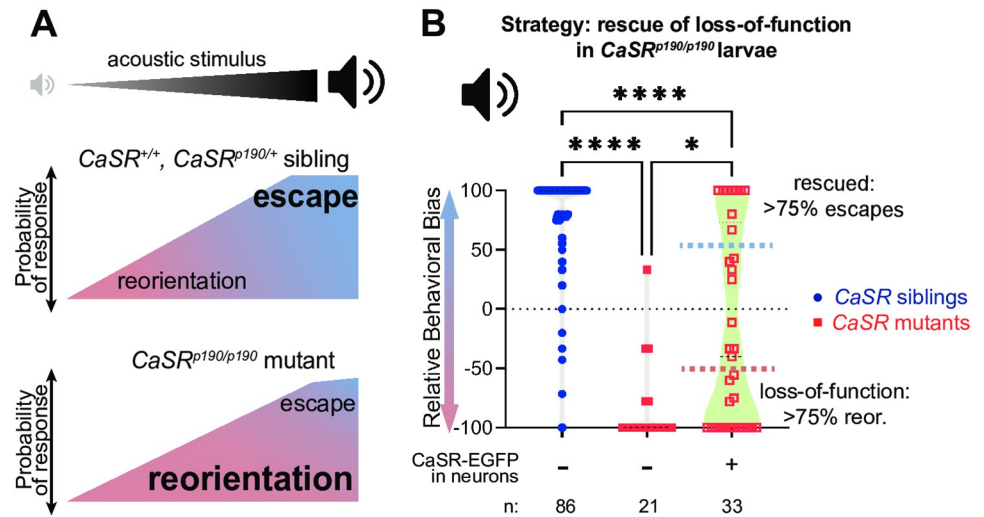 A
acoustic stimulus
CaSR+/+, CaSRp190/+ sibling
Probability
of response
escape
reorientation
CaSRp190/p190 mutant
Probability
of response
escape
reorientation
B
Strategy: rescue of loss-of-function
in CaSRp190/p190 larvae
****
**** *
Relative Behavioral Bias
100
50
0
-50
-100
rescued:
>75% escapes
CaSR siblings
CaSR mutants
loss-of-function:
>75% reor.
CaSR-EGFP
in neurons
- - +
n: 86 21 33